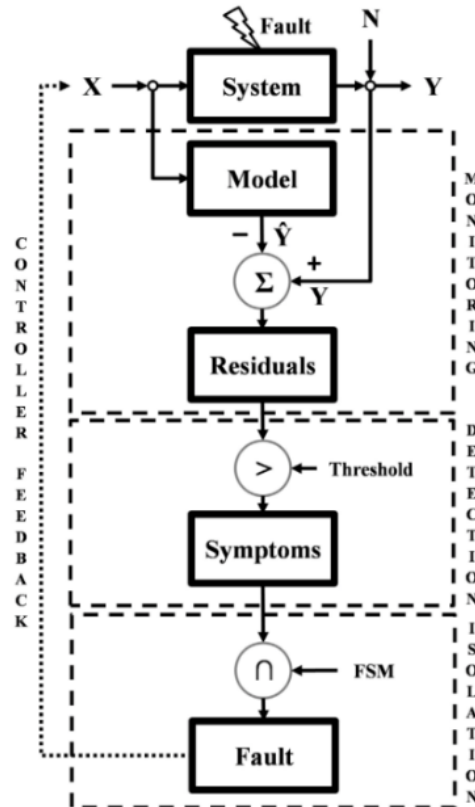 Fault
N
X
System
Y
Model
− Ŷ
Σ
+
Y
Residuals
>
Threshold
Symptoms
∩
FSM
Fault
CONTROLLER FEEDBACK
MONITORING
DETECTION
ISOLATION